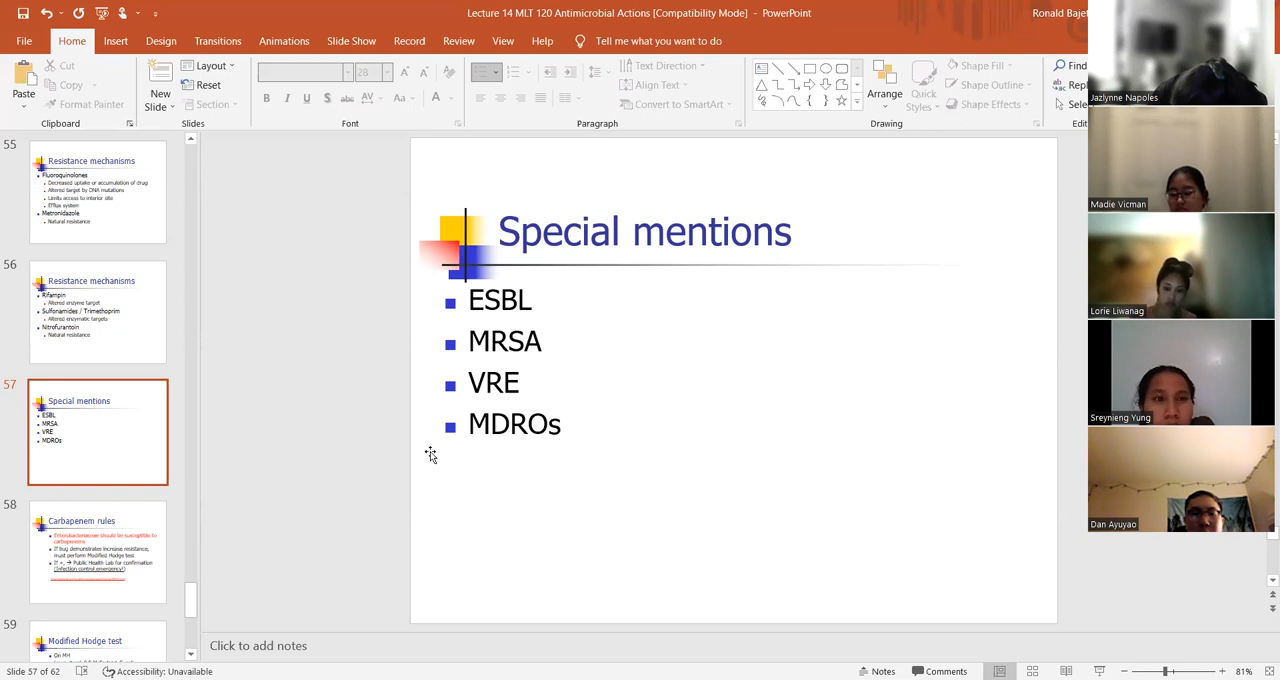 Lecture 14 MLT 120 Antimicrobial Actions [Compatibility Mode] - PowerPoint
Ronald Bajet
File Home Insert Design Transitions Animations Slide Show Record Review View Help Tell me what you want to do
Paste
Cut
Copy
Format Painter
Clipboard
New
Slide
Layout
Reset
Section
Slides
28
Font
Text Direction
Align Text
Convert to SmartArt
Paragraph
Arrange
Quick
Styles
Shape Fill
Shape Outline
Shape Effects
Drawing
Find
55
Resistance mechanisms
Fluoroquinolones
Decreased uptake or accumulation of drug
Altered target by DNA mutations
Limits access to interior site
Efflux system
Metronidazole
Natural resistance
56
Resistance mechanisms
Rifampin
Altered enzyme target
Sulfonamides / Trimethoprim
Altered enzymatic targets
Nitrofurantoin
Natural resistance
57
Special mentions
ESBL
MRSA
VRE
MDROs
58
Carbapenem rules
Enterobacteriaceae should be susceptible to
carbapenems
If bug demonstrates increase resistance,
must perform Modified Hodge test
If +, → Public Health Lab for confirmation
(Infection control emergency!)
59
Modified Hodge test
On MH
Special mentions
ESBL
MRSA
VRE
MDROs
Click to add notes
Jazlynne Napoles
Madie Vicman
Lorie Liwanag
Sreynieng Yung
Dan Ayuyao
Slide 57 of 62
Accessibility: Unavailable
Notes
Comments
81%